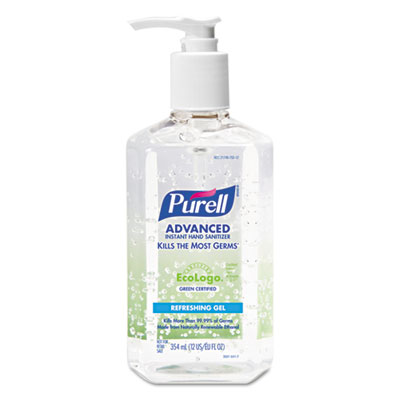 Purell
ADVANCED
INSTANT HAND SANITIZER
KILLS THE MOST GERMS*
EcoLogo.
GREEN CERTIFIED
REFRESHING GEL
Kills More Than 99.99% of Germs
Made from Naturally Renewable Ethanol
354 mL (12 US/EU FL OZ)